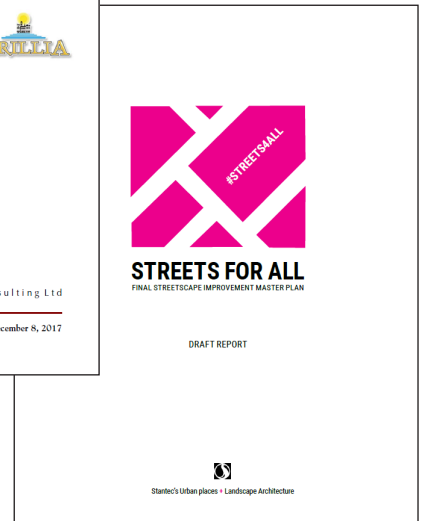 #STREETS4ALL
STREETS FOR ALL
FINAL STREETSCAPE IMPROVEMENT MASTER PLAN
DRAFT REPORT
Stantec's Urban places + Landscape Architecture
RILLIA
sulting Ltd
cember 8, 2017